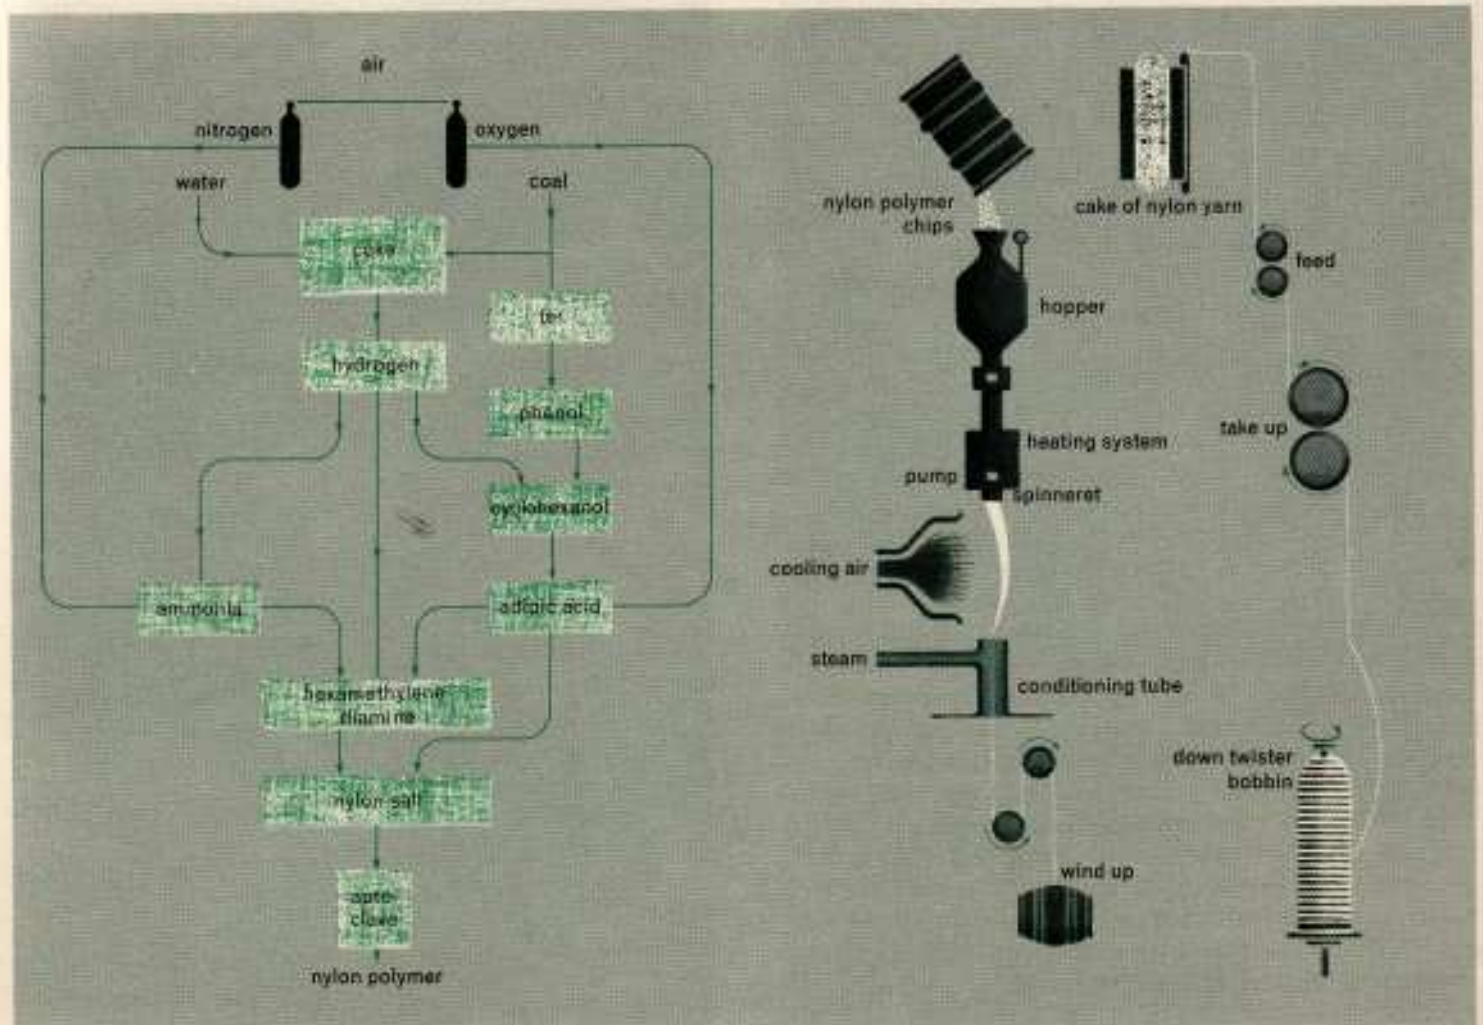 air
nitrogen
oxygen
water
coal
coke
tar
hydrogen
phenol
cyclohexanol
ammonia
adipic acid
hexamethylene
diamine
nylon salt
auto-
clave
nylon polymer
nylon polymer
chips
hopper
heating system
pump
spinneret
cooling air
steam
conditioning tube
wind up
cake of nylon yarn
feed
take up
down twister
bobbin